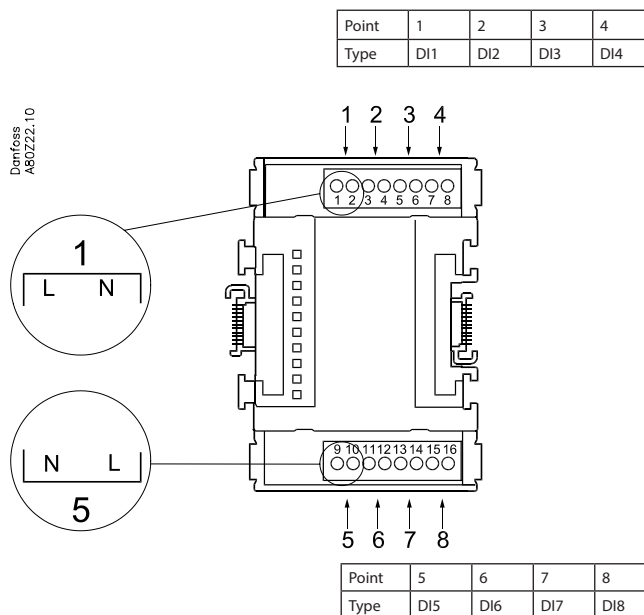 Point 1 2 3 4
Type DI1 DI2 DI3 DI4
Danfoss
A80Z22.10
1 2 3 4
1 2 3 4 5 6 7 8
1
L N
9 10 11 12 13 14 15 16
N L
5
5 6 7 8
Point 5 6 7 8
Type DI5 DI6 DI7 DI8